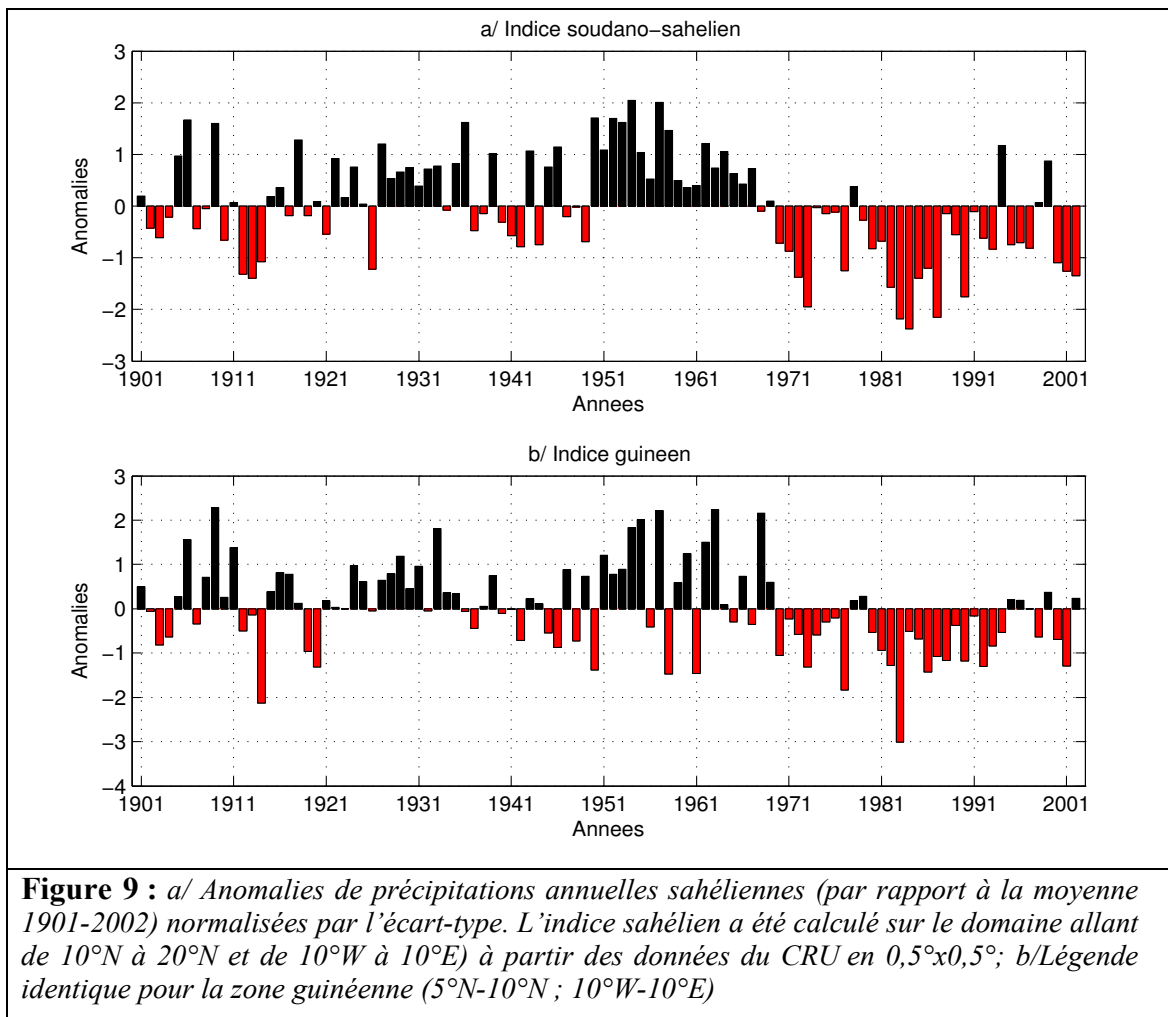 a/ Indice soudano−sahelien
3
2
1
0
−1
−2
−3
Anomalies
1901 1911 1921 1931 1941 1951 1961 1971 1981 1991 2001
Annees
b/ Indice guineen
3
2
1
0
−1
−2
−3
−4
Anomalies
1901 1911 1921 1931 1941 1951 1961 1971 1981 1991 2001
Annees
Figure 9 : a/ Anomalies de précipitations annuelles sahéliennes (par rapport à la moyenne
1901-2002) normalisées par l'écart-type. L'indice sahélien a été calculé sur le domaine allant
de 10°N à 20°N et de 10°W à 10°E) à partir des données du CRU en 0,5°x0,5°; b/Légende
identique pour la zone guinéenne (5°N-10°N ; 10°W-10°E)